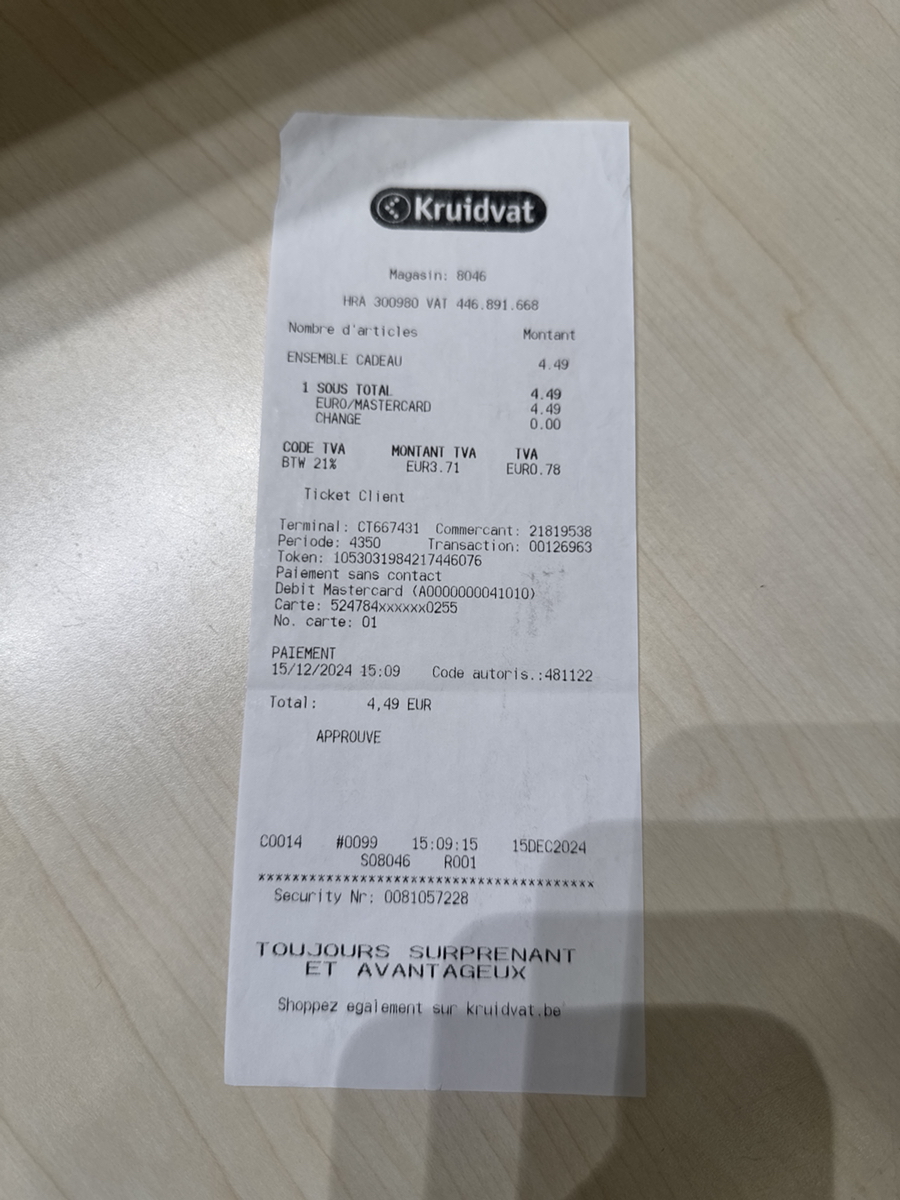 Kruidvat
Magasin: 8046
HRA 300980 VAT 446.891.668
Nombre d'articles Montant
ENSEMBLE CADEAU 4.49
1 SOUS TOTAL 4.49
EURO/MASTERCARD 4.49
CHANGE 0.00
CODE TVA MONTANT TVA TVA
BTW 21% EUR3.71 EUR0.78
Ticket Client
Terminal: CT667431 Commercant: 21819538
Periode: 4350 Transaction: 00126963
Token: 1053031984217446076
Paiement sans contact
Debit Mastercard (A0000000041010)
Carte: 524784xxxxxx0255
No. carte: 01
PAIEMENT
15/12/2024 15:09 Code autoris.:481122
Total: 4,49 EUR
APPROUVE
C0014 #0099 15:09:15 15DEC2024
S08046 R001
****************************************
Security Nr: 0081057228
TOUJOURS SURPRENANT
ET AVANTAGEUX
Shoppez egalement sur kruidvat.be